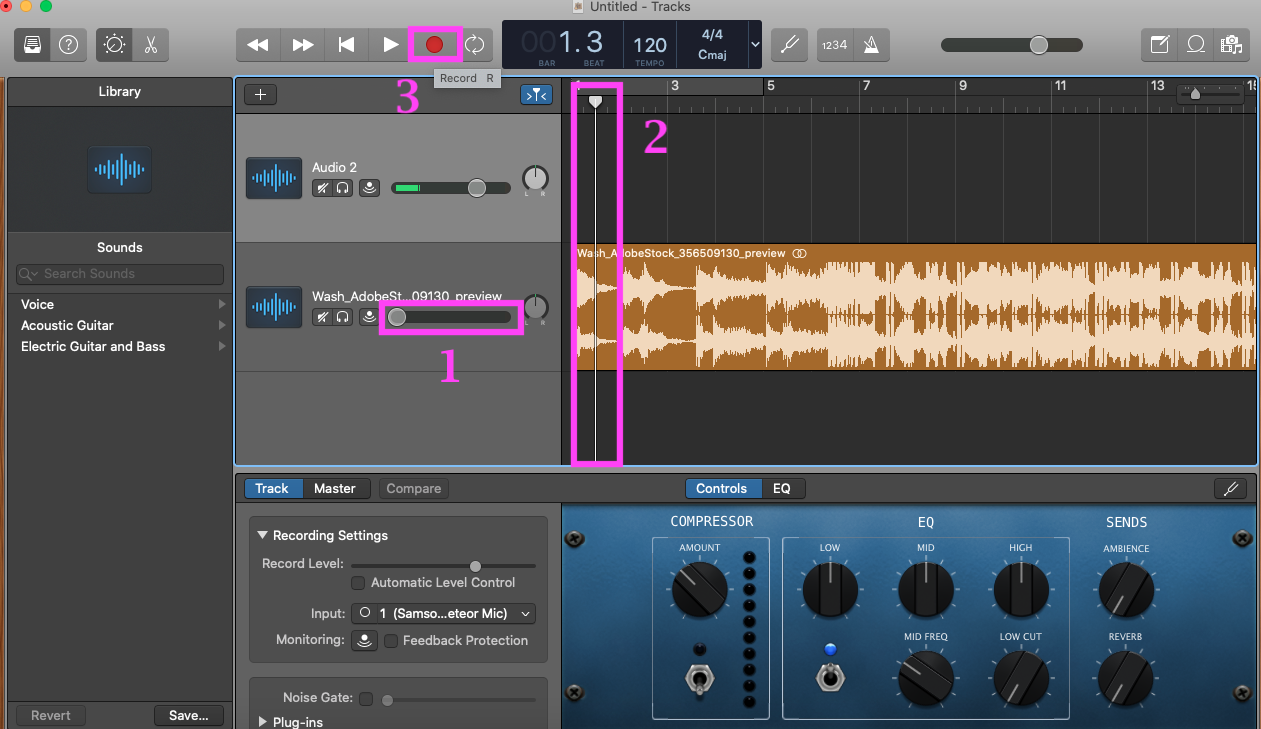 Untitled - Tracks
001.3
BAR
BEAT
120
TEMPO
4/4
Cmaj
1234
Record R
3
Library
Sounds
Search Sounds
Voice
Acoustic Guitar
Electric Guitar and Bass
Revert
Save...
1
3
5
7
9
11
13
15
2
Audio 2
L R
Wash_AdobeSt...09130_preview
L R
1
Wash_AdobeStock_356509130_preview
Track
Master
Compare
Controls
EQ
Recording Settings
Record Level:
Automatic Level Control
Input:
1 (Samso...eteor Mic)
Monitoring:
Feedback Protection
Noise Gate:
Plug-ins
COMPRESSOR
EQ
SENDS
AMOUNT
LOW
MID
HIGH
AMBIENCE
MID FREQ
LOW CUT
REVERB